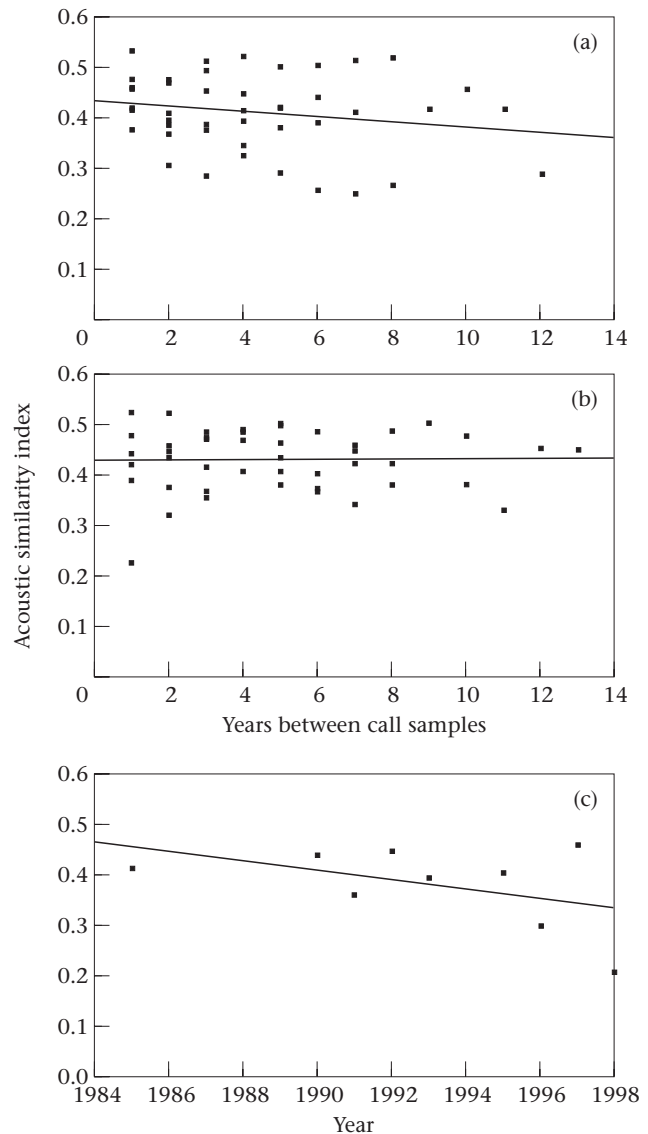 0.6
(a)
0.5
0.4
0.3
0.2
0.1
0 2 4 6 8 10 12 14
0.6
(b)
0.5
0.4
0.3
0.2
0.1
0 2 4 6 8 10 12 14
Acoustic similarity index
Years between call samples
0.6
(c)
0.5
0.4
0.3
0.2
0.1
0.0
1984 1986 1988 1990 1992 1994 1996 1998
Year